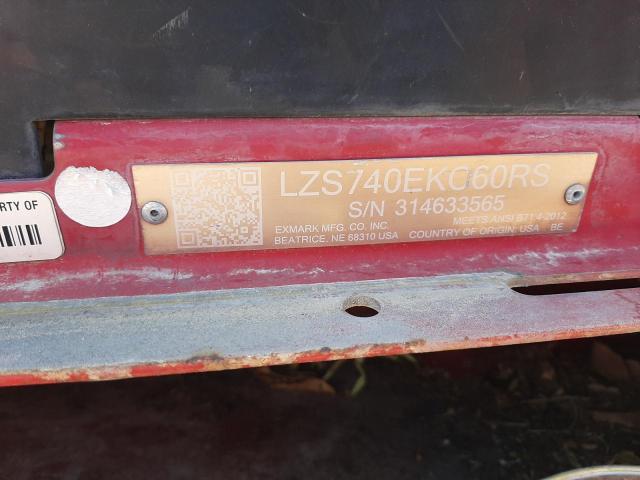 LZS740EKC60RS
S/N 314633565
EXMARK MFG. CO. INC. MEETS ANSI B71.4-2012
BEATRICE, NE 68310 USA COUNTRY OF ORIGIN: USA BE
RTY OF